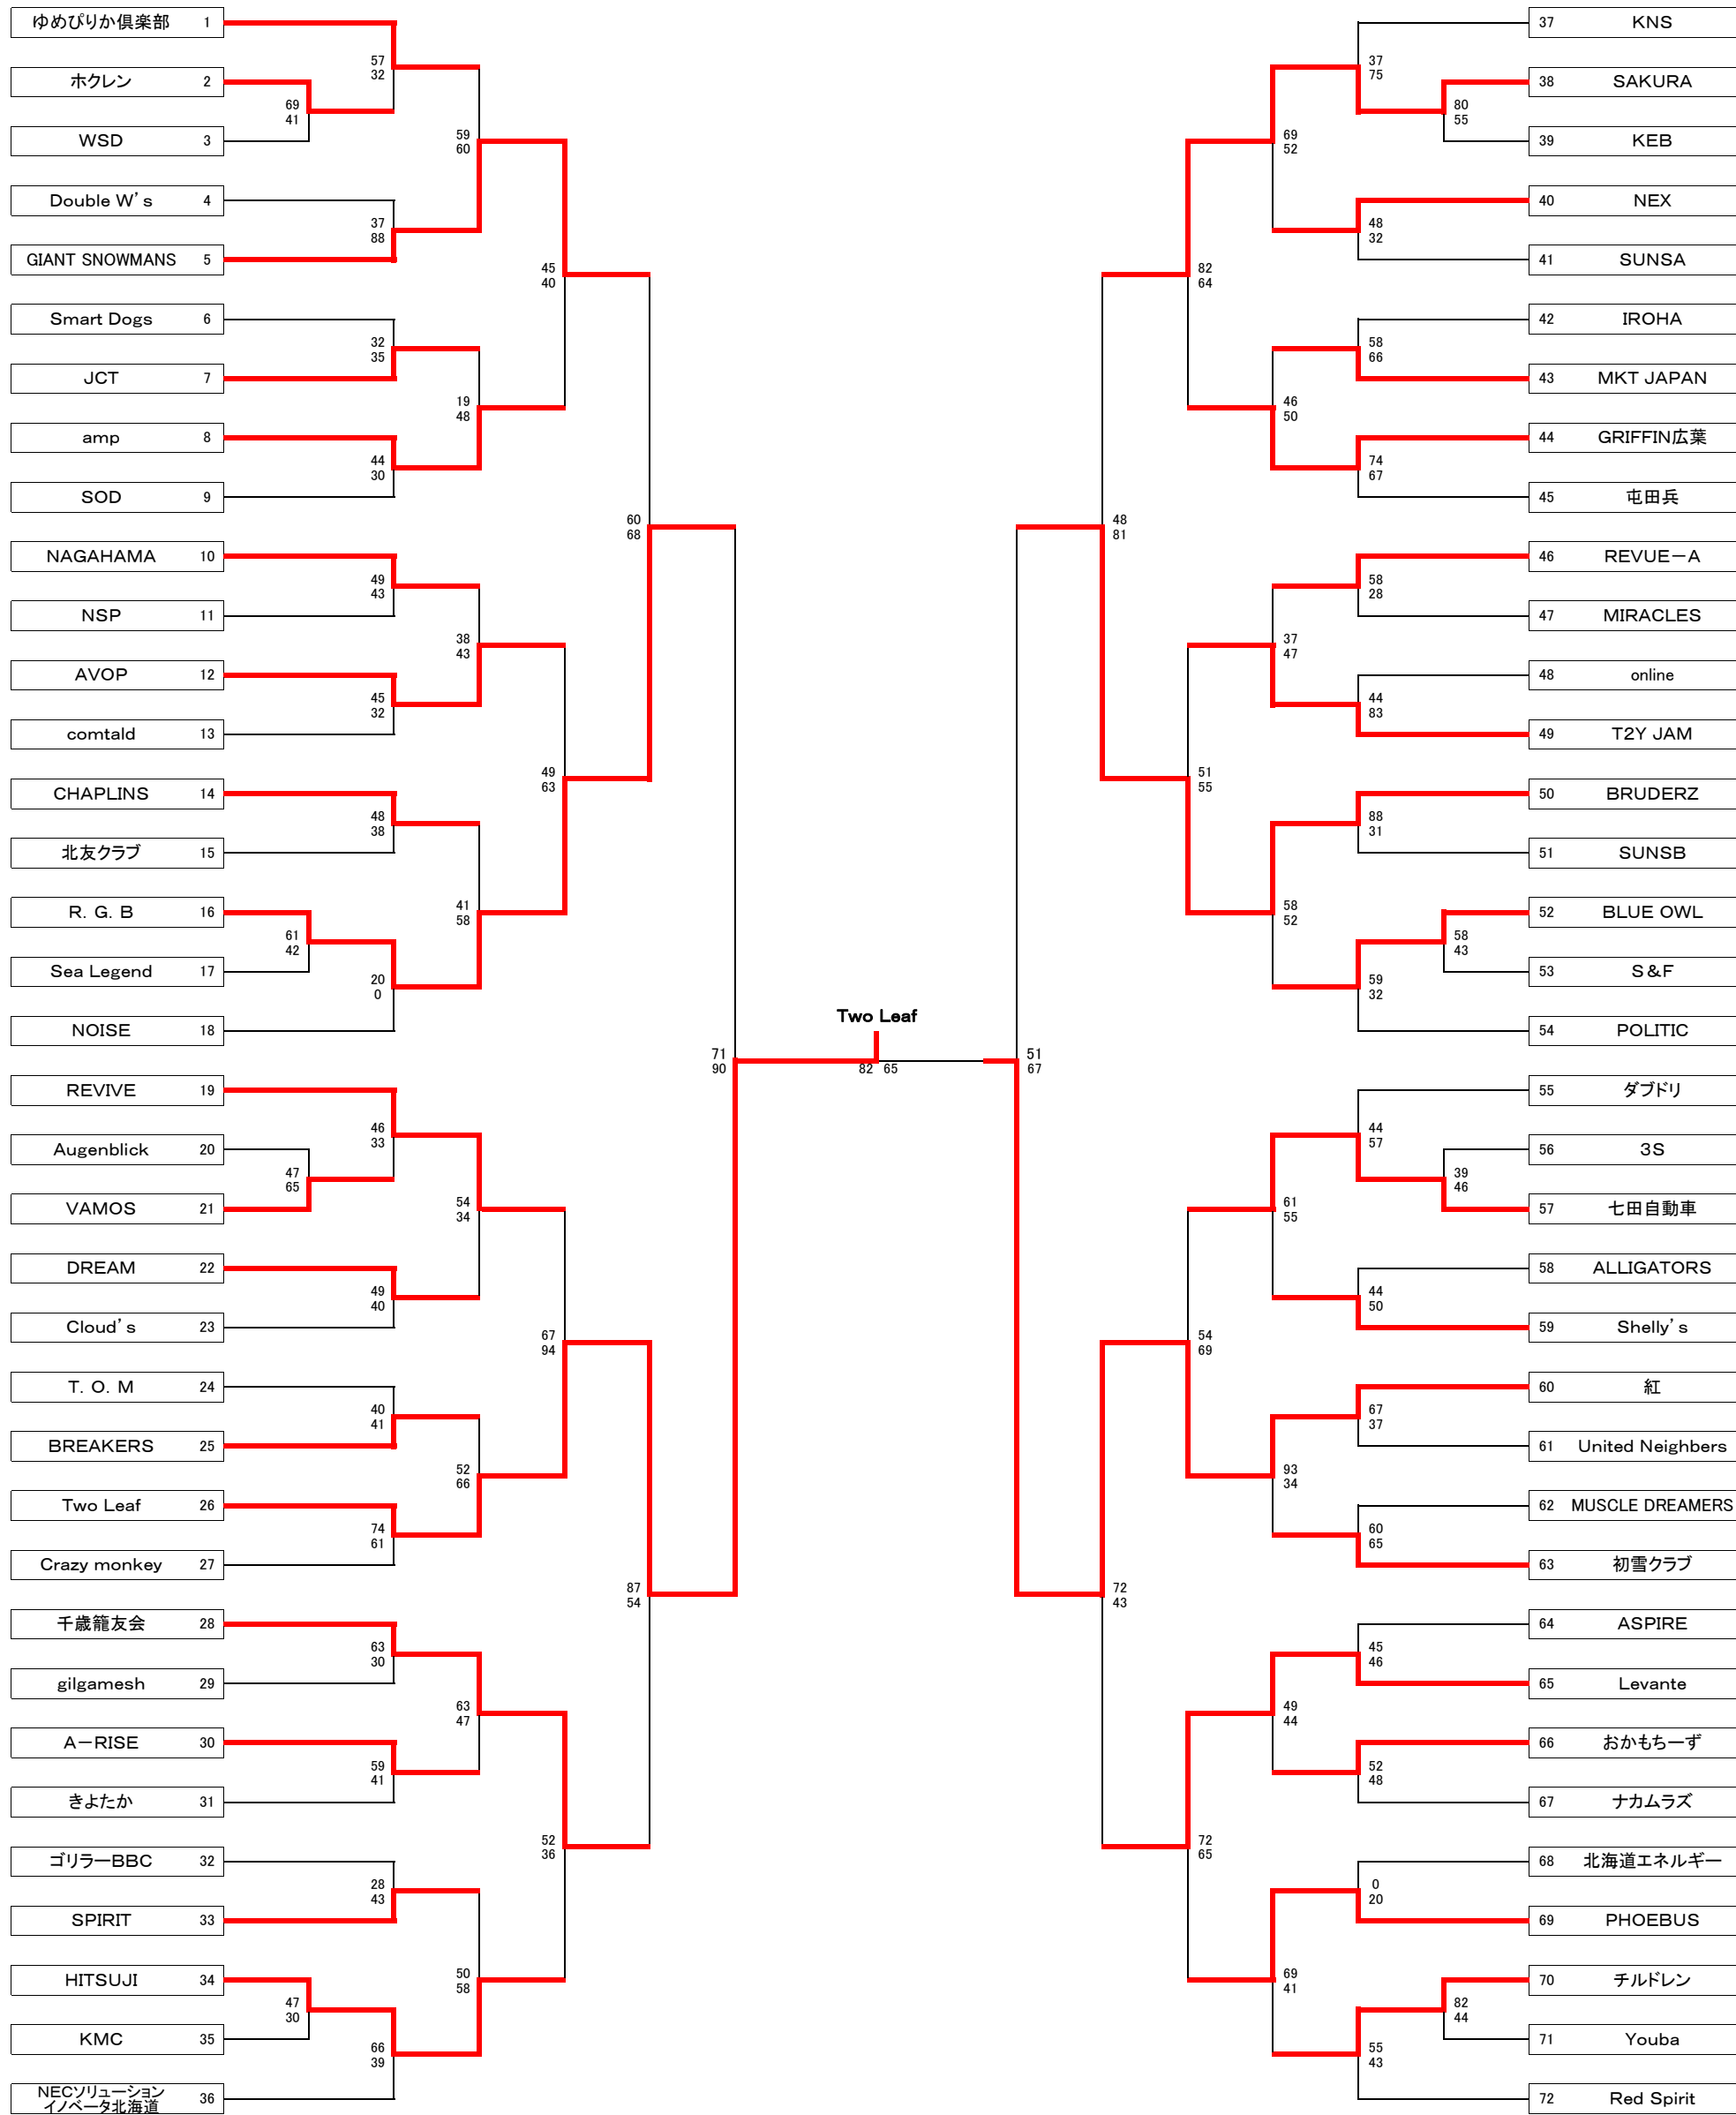 ゆめぴりか倶楽部 1
57
32
ホクレン 2
69
41
WSD 3
59
60
Double W's 4
37
88
GIANT SNOWMANS 5
45
40
Smart Dogs 6
32
35
JCT 7
19
48
amp 8
44
30
SOD 9
60
68
NAGAHAMA 10
49
43
NSP 11
38
43
AVOP 12
45
32
comtald 13
49
63
CHAPLINS 14
48
38
北友クラブ 15
41
58
R.G.B 16
61
42
Sea Legend 17
20
0
NOISE 18
71
90
REVIVE 19
46
33
Augenblick 20
47
65
VAMOS 21
54
34
DREAM 22
49
40
Cloud's 23
67
94
T.O.M 24
40
41
BREAKERS 25
52
66
Two Leaf 26
74
61
Crazy monkey 27
87
54
千歳籠友会 28
63
30
gilgamesh 29
63
47
A－RISE 30
59
41
きよたか 31
52
36
ゴリラーBBC 32
28
43
SPIRIT 33
50
58
HITSUJI 34
47
30
KMC 35
66
39
NECソリューション
イノベータ北海道 36
Two Leaf
82 65
37 KNS
37
75
38 SAKURA
80
55
39 KEB
69
52
40 NEX
48
32
41 SUNSA
82
64
42 IROHA
58
66
43 MKT JAPAN
46
50
44 GRIFFIN広葉
74
67
45 屯田兵
48
81
46 REVUE－A
58
28
47 MIRACLES
37
47
48 online
44
83
49 T2Y JAM
51
55
50 BRUDERZ
88
31
51 SUNSB
58
52
52 BLUE OWL
58
43
53 S&F
59
32
54 POLITIC
51
67
55 ダブドリ
44
57
56 3S
39
46
57 七田自動車
61
55
58 ALLIGATORS
44
50
59 Shelly's
54
69
60 紅
67
37
61 United Neighbers
93
34
62 MUSCLE DREAMERS
60
65
63 初雪クラブ
72
43
64 ASPIRE
45
46
65 Levante
49
44
66 おかもちーず
52
48
67 ナカムラズ
72
65
68 北海道エネルギー
0
20
69 PHOEBUS
69
41
70 チルドレン
82
44
71 Youba
55
43
72 Red Spirit